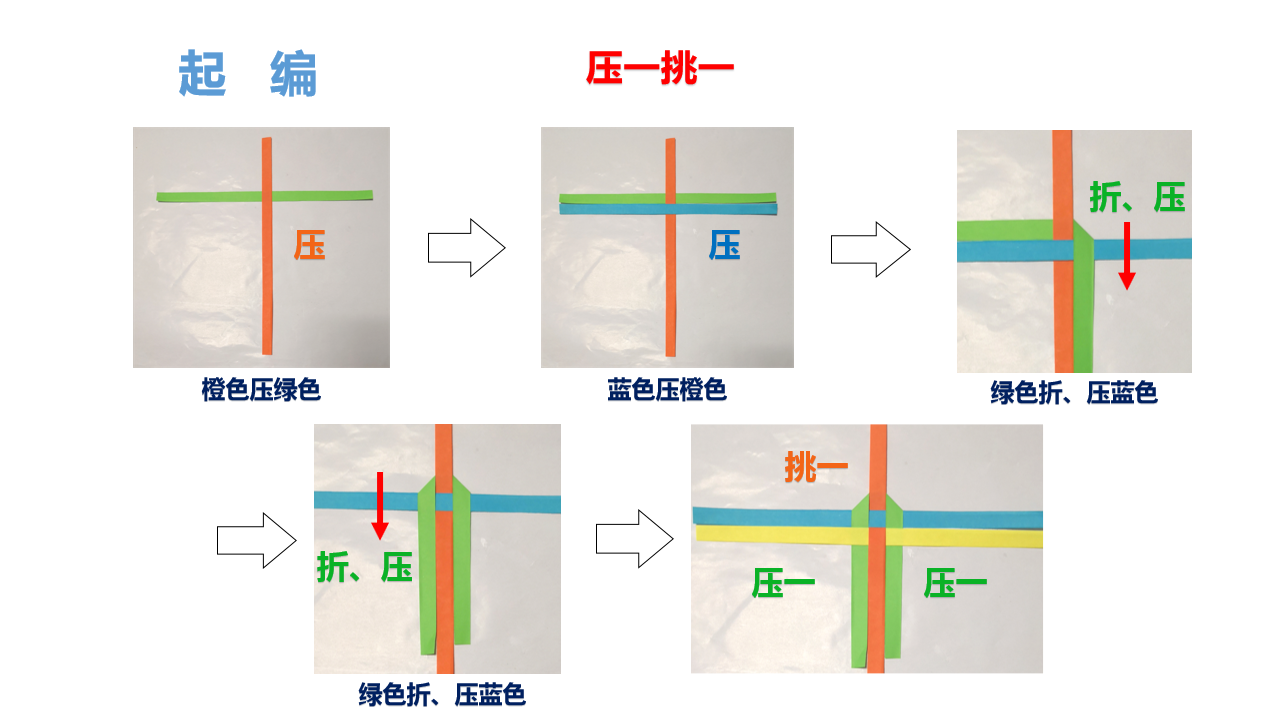 起 编
压一挑一
压
压
折、压
橙色压绿色
蓝色压橙色
绿色折、压蓝色
折、压
挑一
压一
压一
绿色折、压蓝色